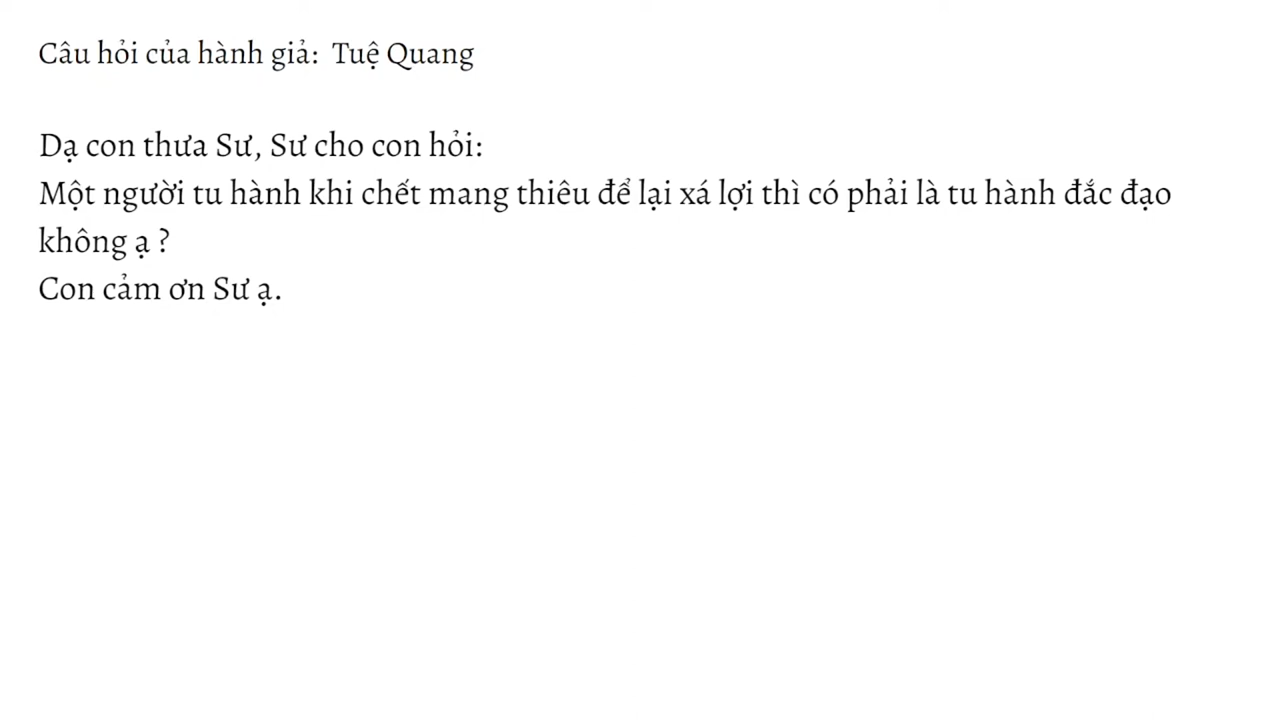 Câu hỏi của hành giả: Tuệ Quang
Dạ con thưa Sư, Sư cho con hỏi:
Một người tu hành khi chết mang thiêu để lại xá lợi thì có phải là tu hành đắc đạo
không ạ ?
Con cảm ơn Sư ạ.